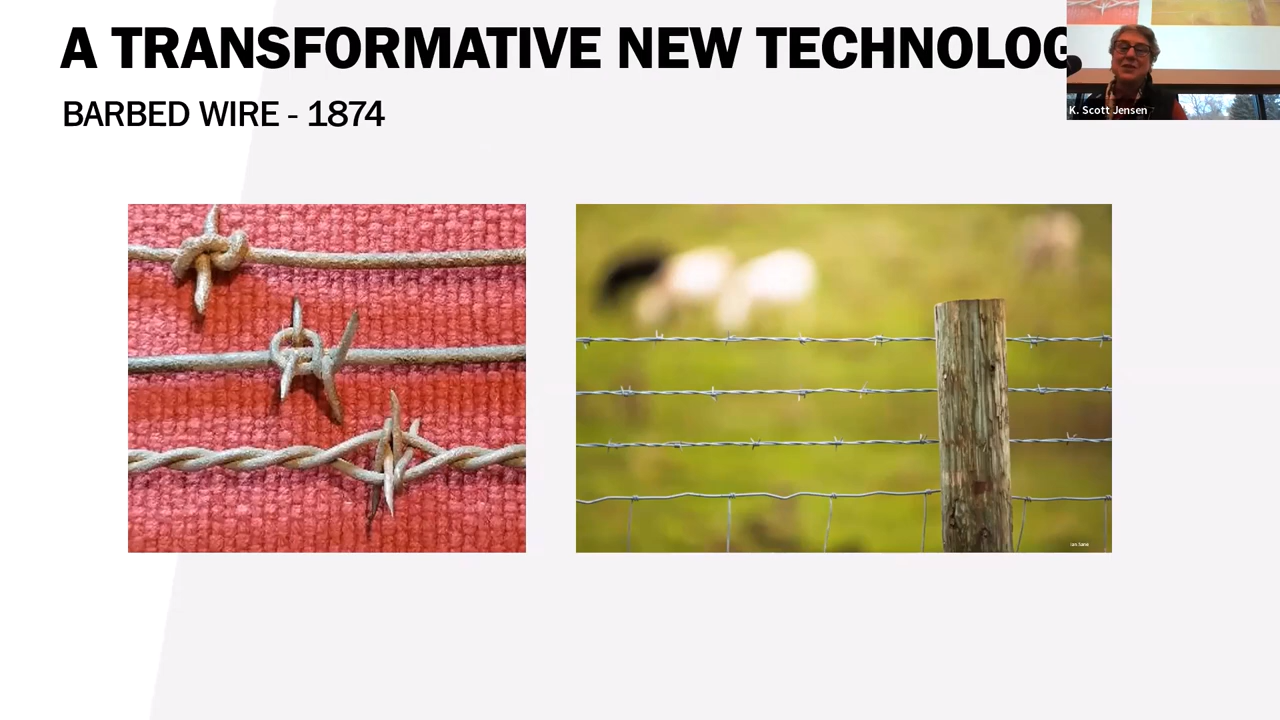 A TRANSFORMATIVE NEW TECHNOLOG
K. Scott Jensen
BARBED WIRE - 1874